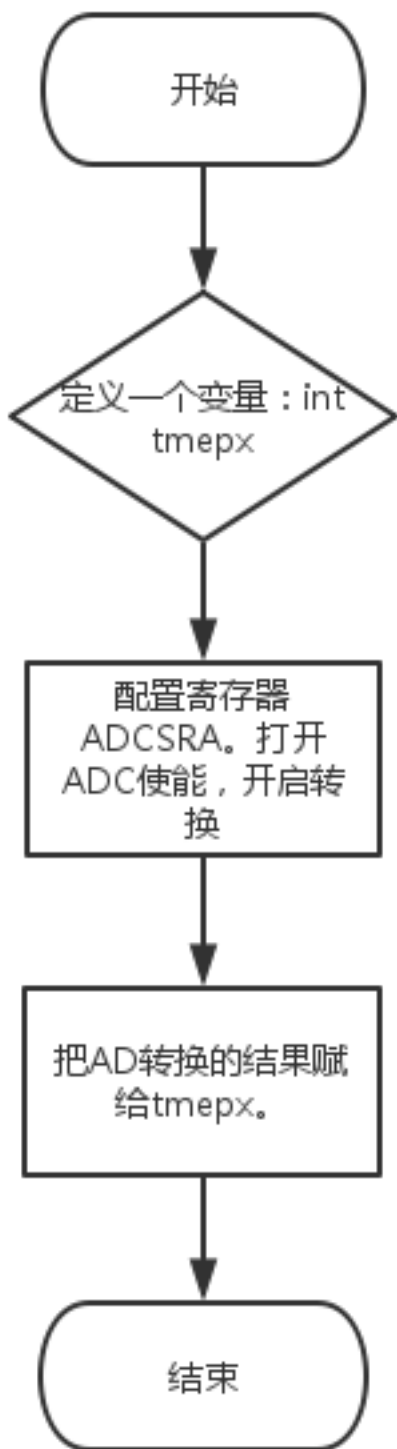 开始
定义一个变量：int
tmepx
配置寄存器
ADCSRA。打开
ADC使能，开启转
换
把AD转换的结果赋
给tmepx。
结束